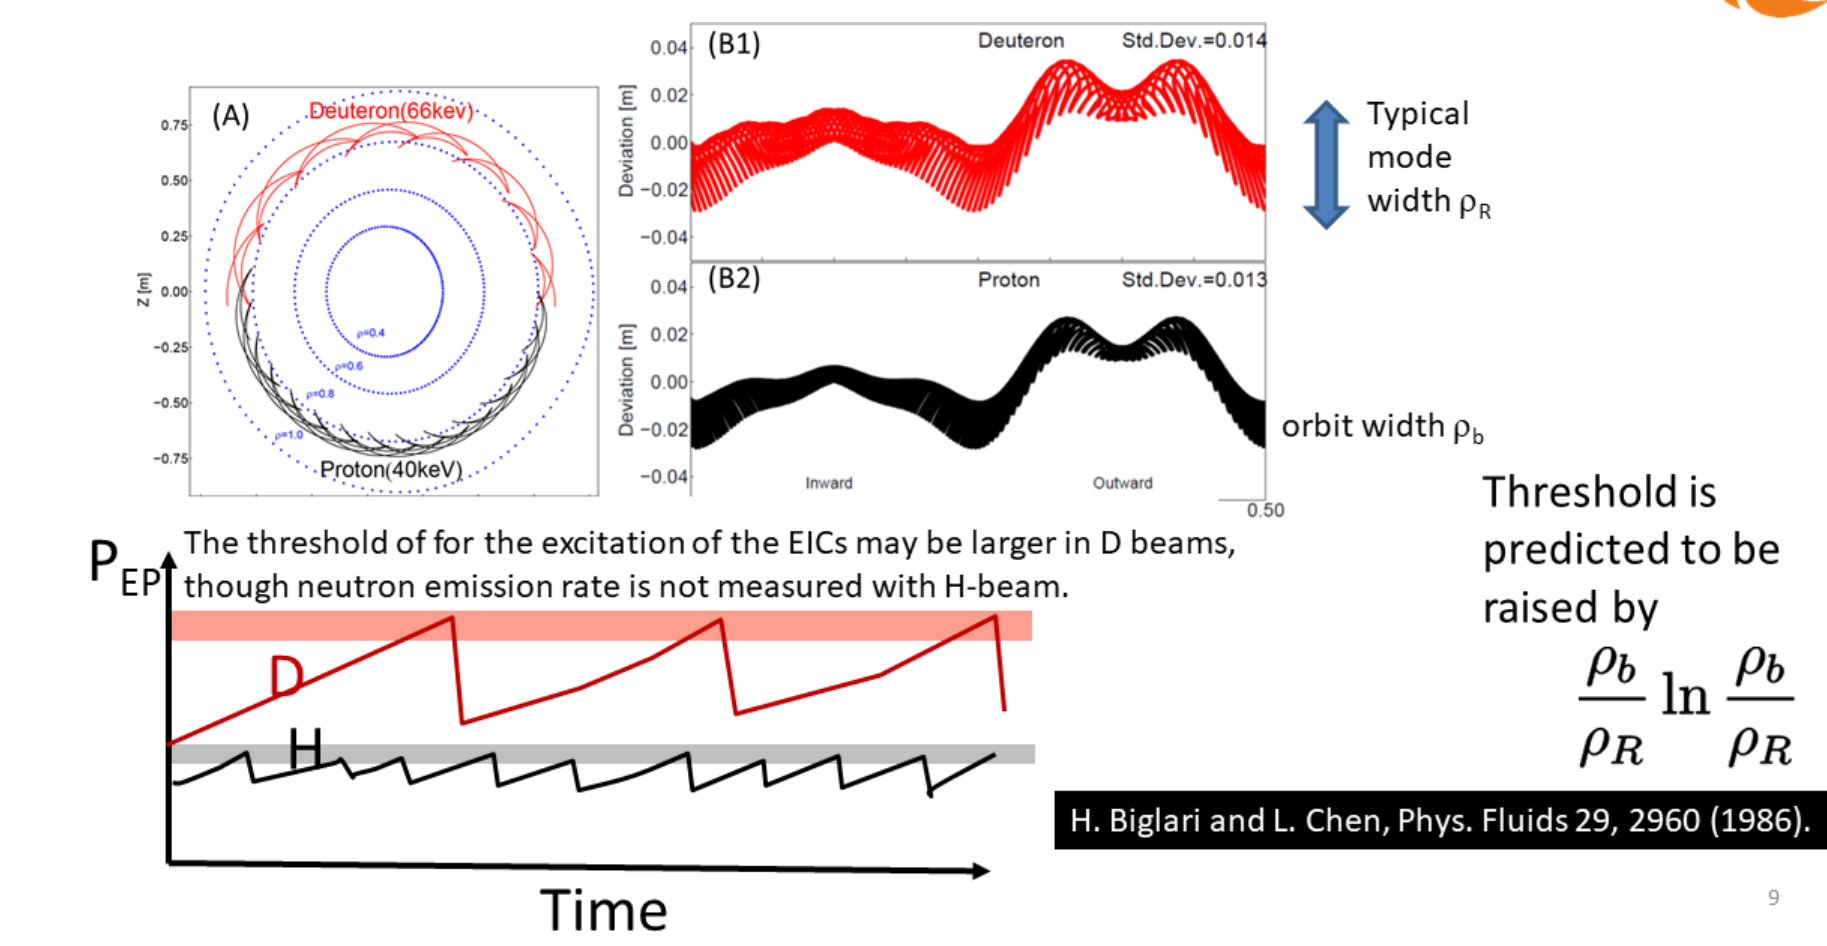 (A)
Deuteron(66kev)
0.75
0.50
0.25
0.00
−0.25
−0.50
−0.75
Z [m]
ρ=0.4
ρ=0.6
ρ=0.8
ρ=1.0
Proton(40keV)
(B1)
Deuteron
Std.Dev.=0.014
0.04
0.02
0.00
−0.02
−0.04
Deviation [m]
(B2)
Proton
Std.Dev.=0.013
0.04
0.02
0.00
−0.02
−0.04
Deviation [m]
Inward
Outward
0.50
Typical
mode
width ρR
orbit width ρb
Threshold is
predicted to be
raised by
ρb/ρR ln ρb/ρR
The threshold of for the excitation of the EICs may be larger in D beams,
though neutron emission rate is not measured with H-beam.
PEP
D
H
Time
H. Biglari and L. Chen, Phys. Fluids 29, 2960 (1986).
9